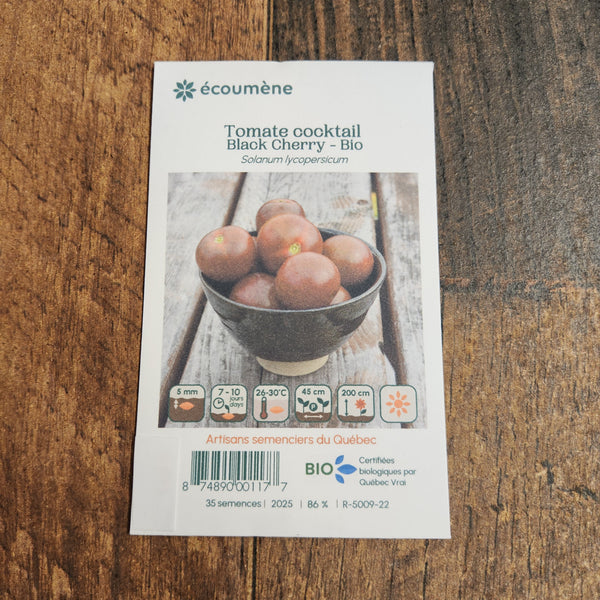 écoumène
Tomate cocktail
Black Cherry - Bio
Solanum lycopersicum
5 mm
7 - 10
jours
days
26-30°C
45 cm
P
200 cm
Artisans semenciers du Québec
BIO
Certifiées
biologiques par
Québec Vrai
8 74890 00117 7
35 semences | 2025 | 86 % | R-5009-22